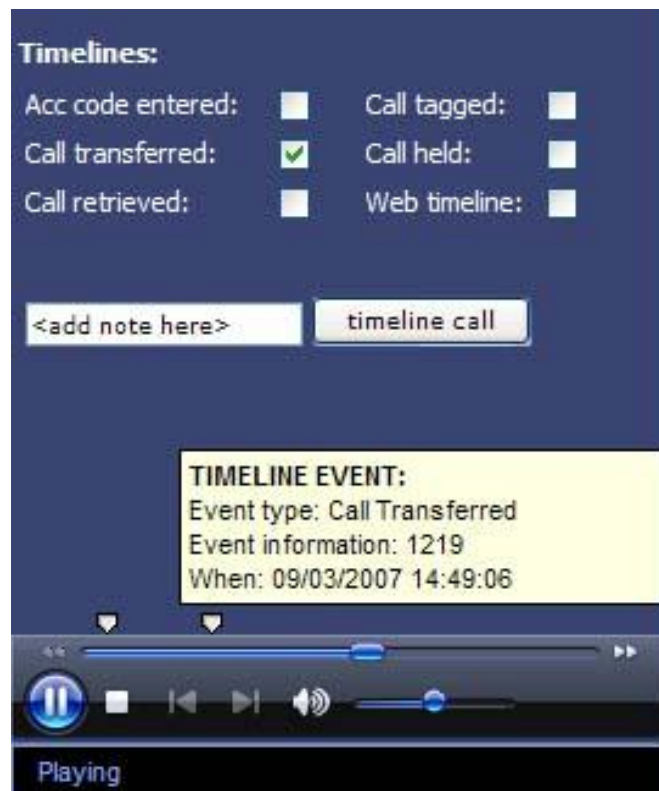 Timelines:
Acc code entered: Call tagged:
Call transferred: Call held:
Call retrieved: Web timeline:
<add note here> timeline call
TIMELINE EVENT:
Event type: Call Transferred
Event information: 1219
When: 09/03/2007 14:49:06
Playing